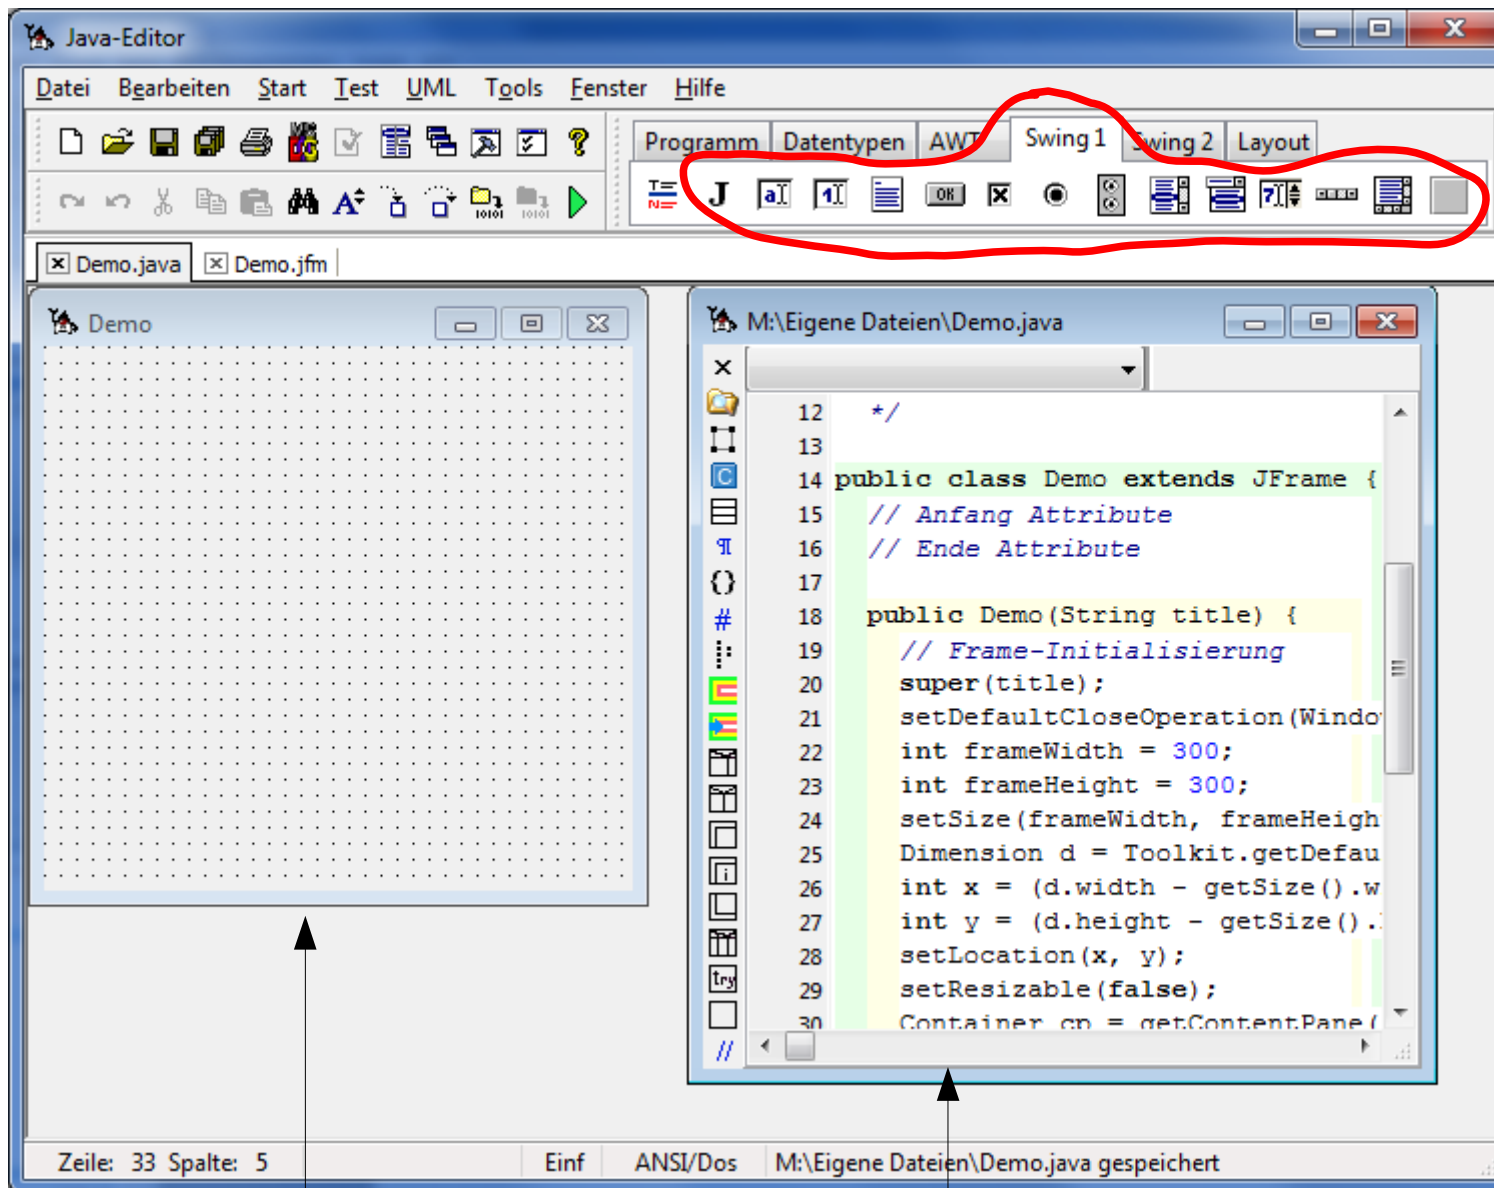 Java-Editor
Datei Bearbeiten Start Test UML Tools Fenster Hilfe
Programm Datentypen AWT Swing 1 Swing 2 Layout
T= N= J a 1 OK 7
Demo.java Demo.jfm
Demo
M:\Eigene Dateien\Demo.java
12 */
13
14 public class Demo extends JFrame {
15 // Anfang Attribute
16 // Ende Attribute
17
18 public Demo(String title) {
19 // Frame-Initialisierung
20 super(title);
21 setDefaultCloseOperation(Windo
22 int frameWidth = 300;
23 int frameHeight = 300;
24 setSize(frameWidth, frameHeigh
25 Dimension d = Toolkit.getDefau
26 int x = (d.width - getSize().w
27 int y = (d.height - getSize().
28 setLocation(x, y);
29 setResizable(false);
30 Container cp = getContentPane(
C
¶
{}
#
i
try
//
Zeile: 33 Spalte: 5 Einf ANSI/Dos M:\Eigene Dateien\Demo.java gespeichert